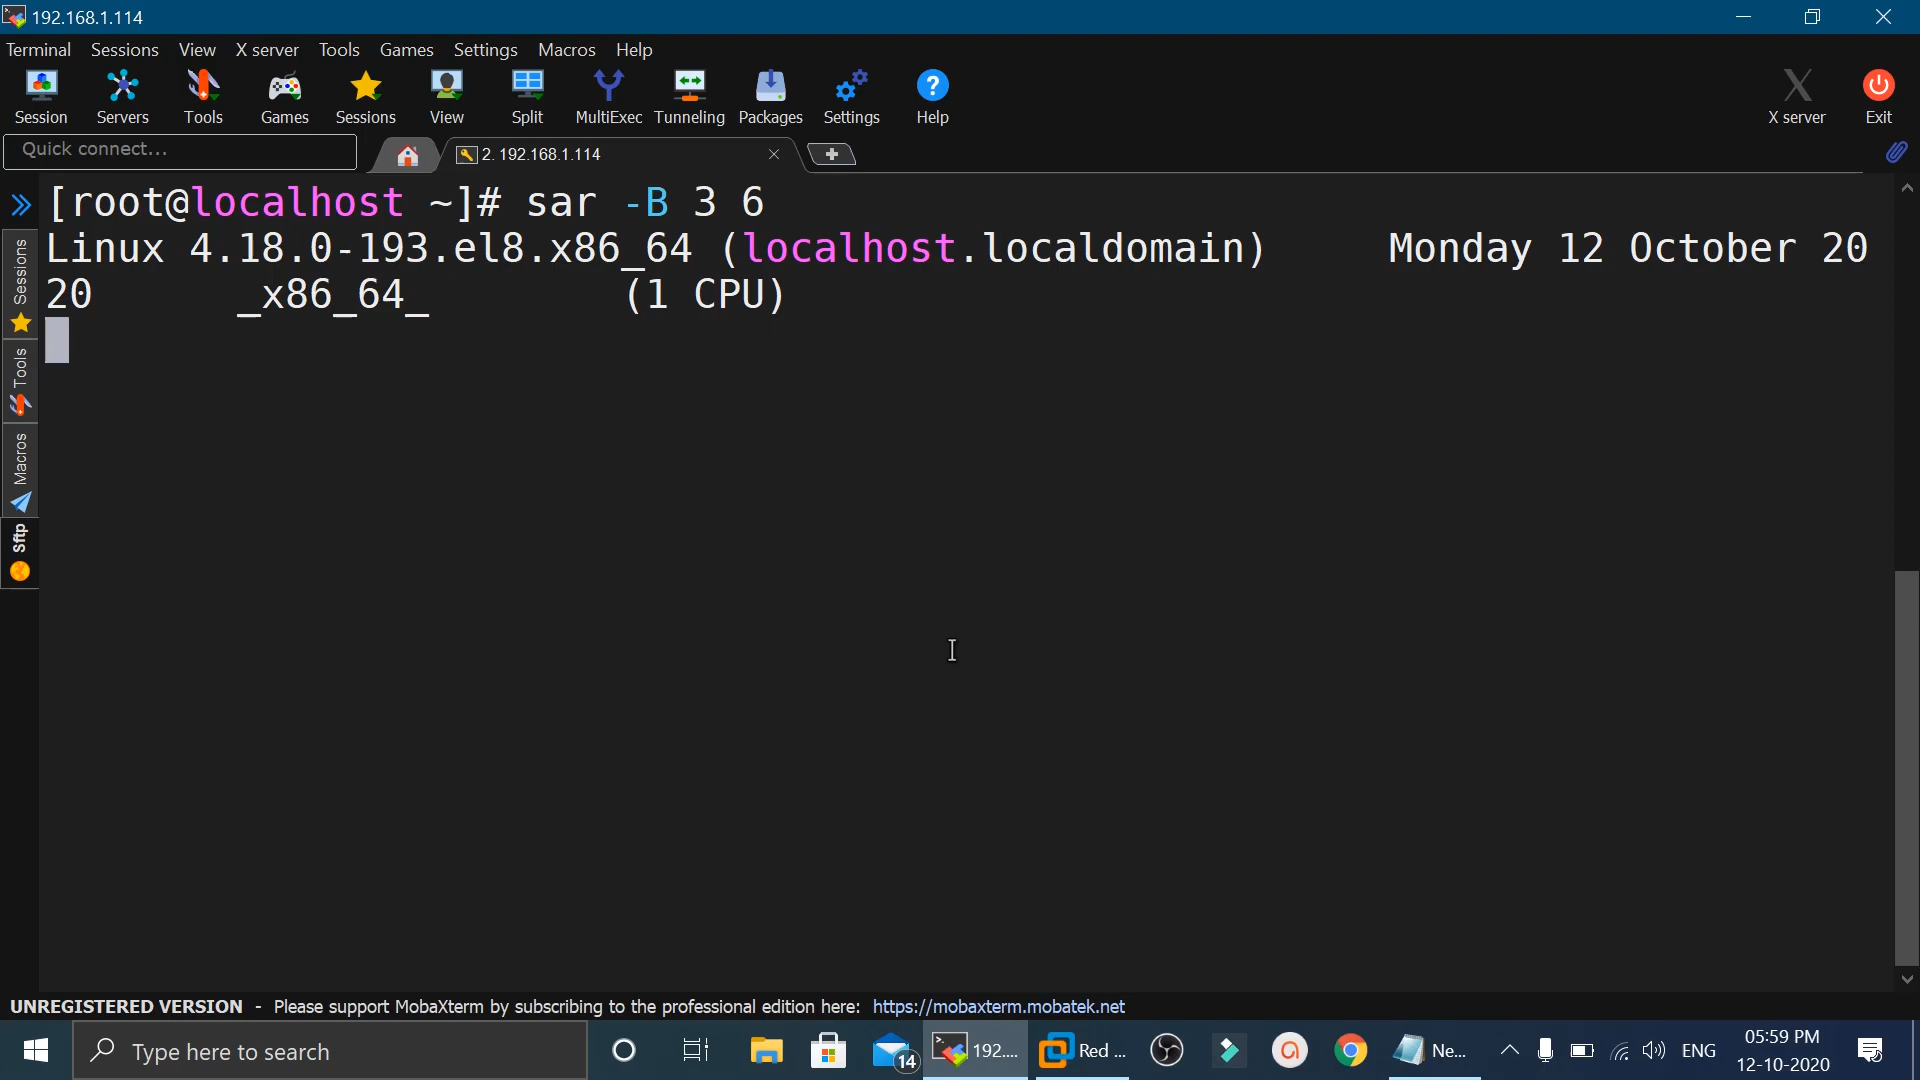 192.168.1.114
Terminal Sessions View X server Tools Games Settings Macros Help
Session Servers Tools Games Sessions View Split MultiExec Tunneling Packages Settings Help X server Exit
Quick connect... 2. 192.168.1.114
[root@localhost ~]# sar -B 3 6
Linux 4.18.0-193.el8.x86_64 (localhost.localdomain) Monday 12 October 20
20 _x86_64_ (1 CPU)
Sessions
Tools
Macros
Sftp
UNREGISTERED VERSION - Please support MobaXterm by subscribing to the professional edition here: https://mobaxterm.mobatek.net
Type here to search 14 192.... Red ... Ne... ENG 05:59 PM
12-10-2020